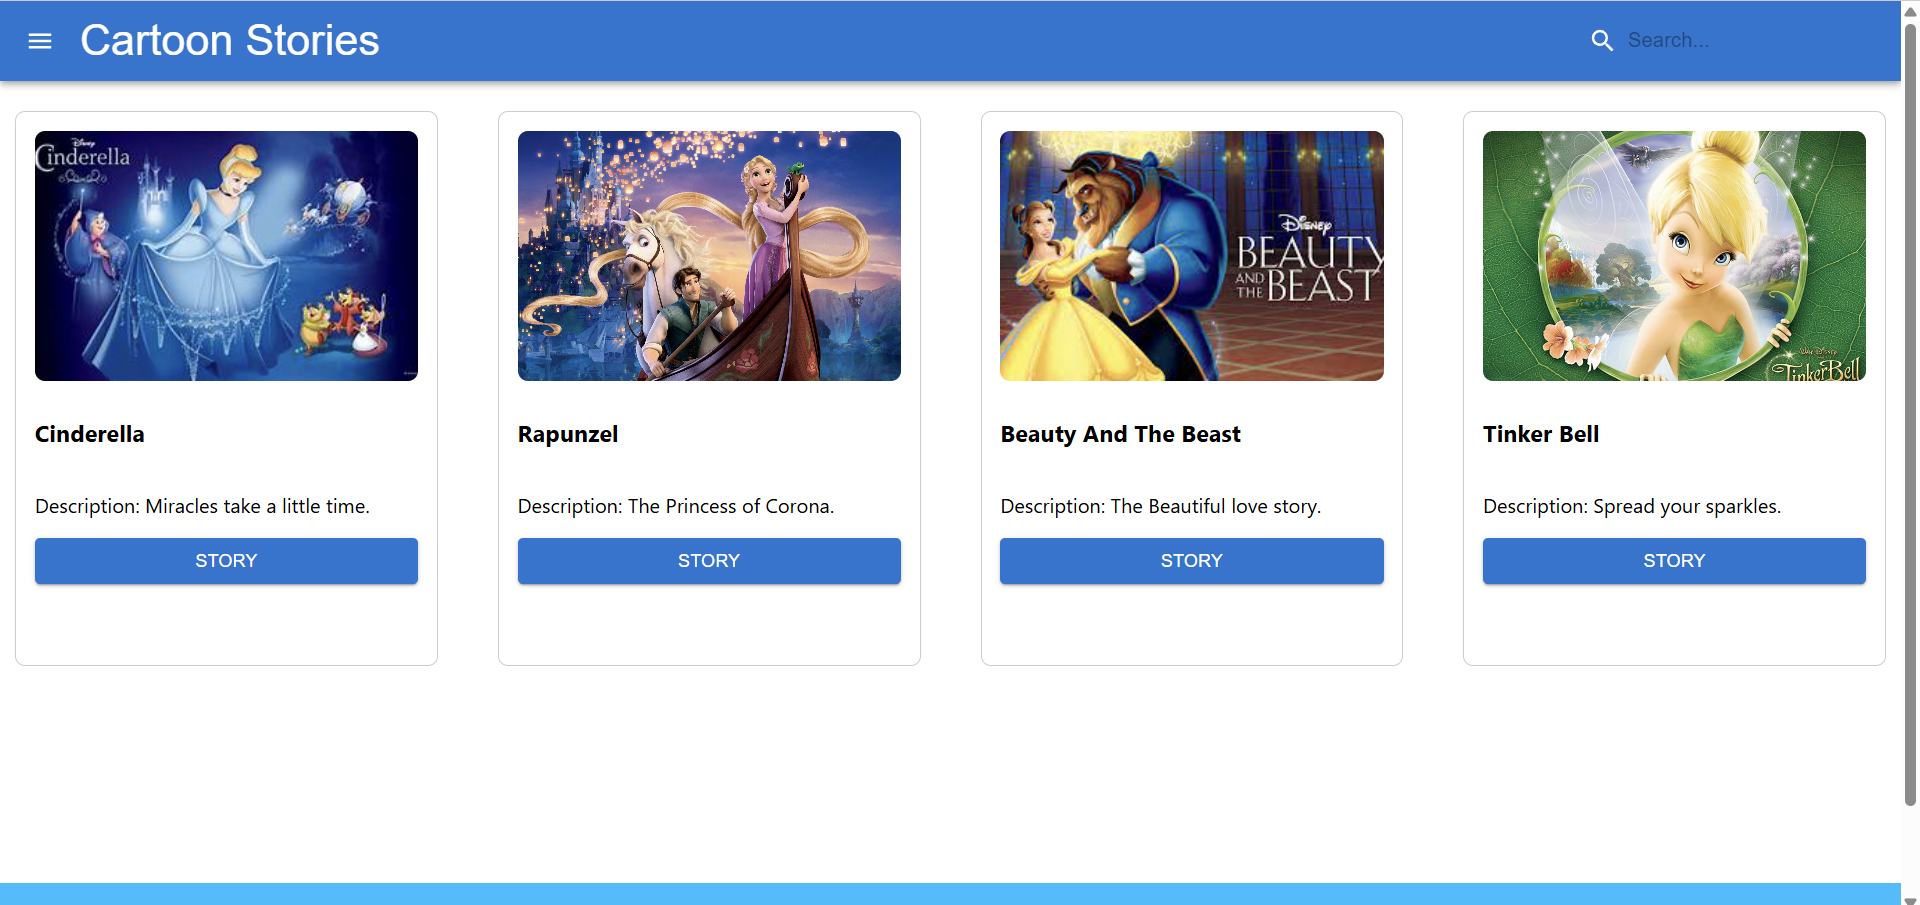 Cartoon Stories
Search...
Disney
Cinderella
Disney
BEAUTY
AND THE BEAST
Walt Disney
TinkerBell
Cinderella
Rapunzel
Beauty And The Beast
Tinker Bell
Description: Miracles take a little time.
Description: The Princess of Corona.
Description: The Beautiful love story.
Description: Spread your sparkles.
STORY
STORY
STORY
STORY